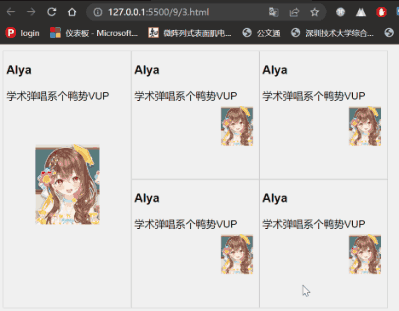 127.0.0.1:5500/9/3.html
login 仪表板 - Microsoft... 微阵列式表面肌电... 公文通 深圳技术大学综合...
Alya
学术弹唱系个鸭势VUP
Alya
学术弹唱系个鸭势VUP
Alya
学术弹唱系个鸭势VUP
Alya
学术弹唱系个鸭势VUP
Alya
学术弹唱系个鸭势VUP